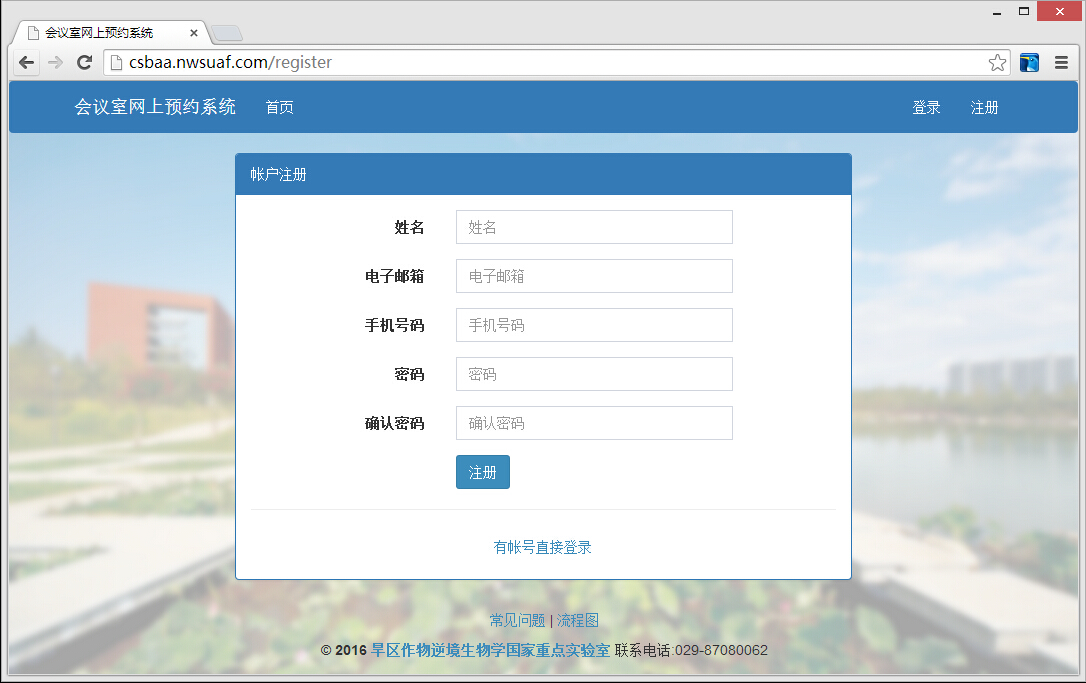 会议室网上预约系统
csbaa.nwsuaf.com/register
会议室网上预约系统 首页 登录 注册
帐户注册
姓名 姓名
电子邮箱 电子邮箱
手机号码 手机号码
密码 密码
确认密码 确认密码
注册
有帐号直接登录
常见问题 | 流程图
© 2016 旱区作物逆境生物学国家重点实验室 联系电话:029-87080062